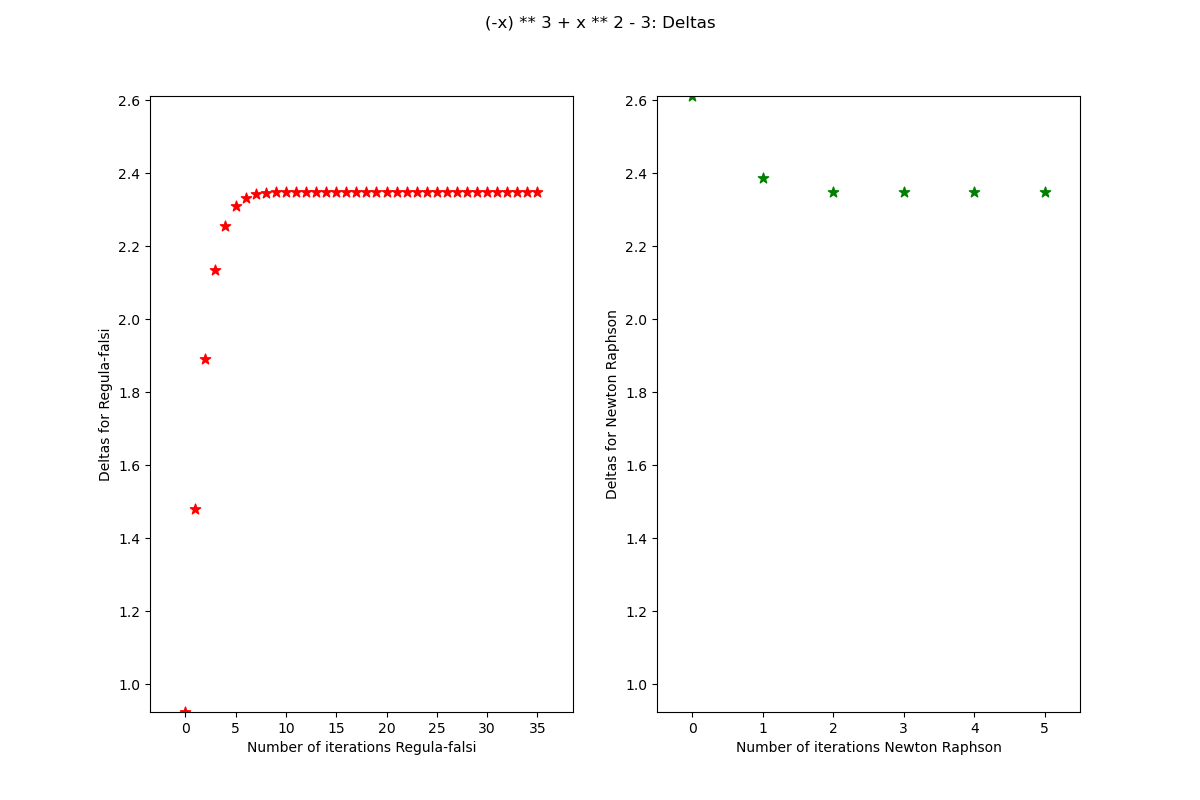 (-x) ** 3 + x ** 2 - 3: Deltas
2.6
2.4
2.2
2.0
1.8
1.6
1.4
1.2
1.0
Deltas for Regula-falsi
0 5 10 15 20 25 30 35
Number of iterations Regula-falsi
2.6
2.4
2.2
2.0
1.8
1.6
1.4
1.2
1.0
Deltas for Newton Raphson
0 1 2 3 4 5
Number of iterations Newton Raphson